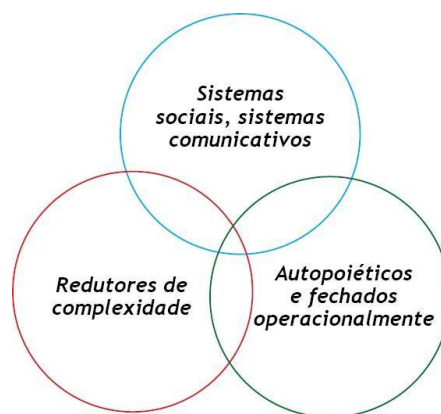 Sistemas
sociais, sistemas
comunicativos
Redutores de
complexidade
Autopoiéticos
e fechados
operacionalmente